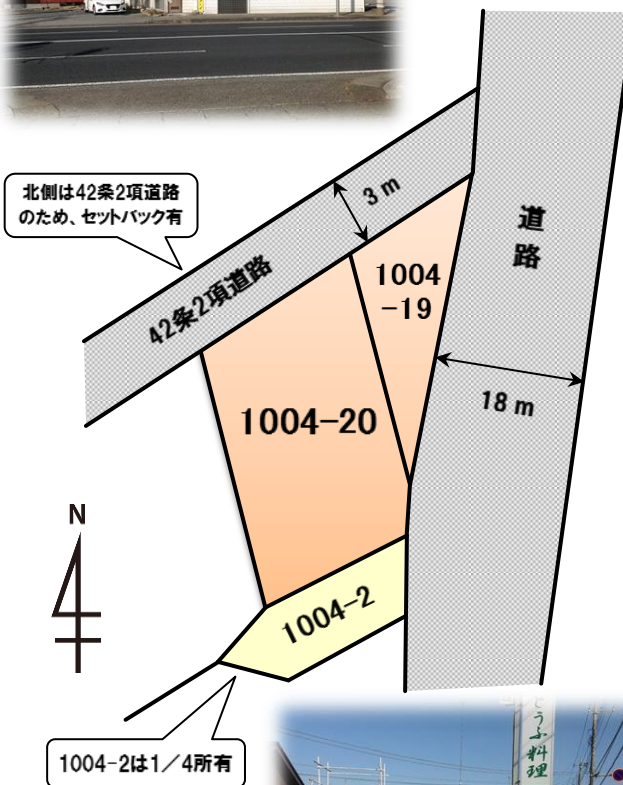 北側は42条2項道路
のため、セットバック有
3 m
42条2項道路
道
路
1004
-19
18 m
1004-20
N
1004-2
1004-2は1/4所有
とうふ料理